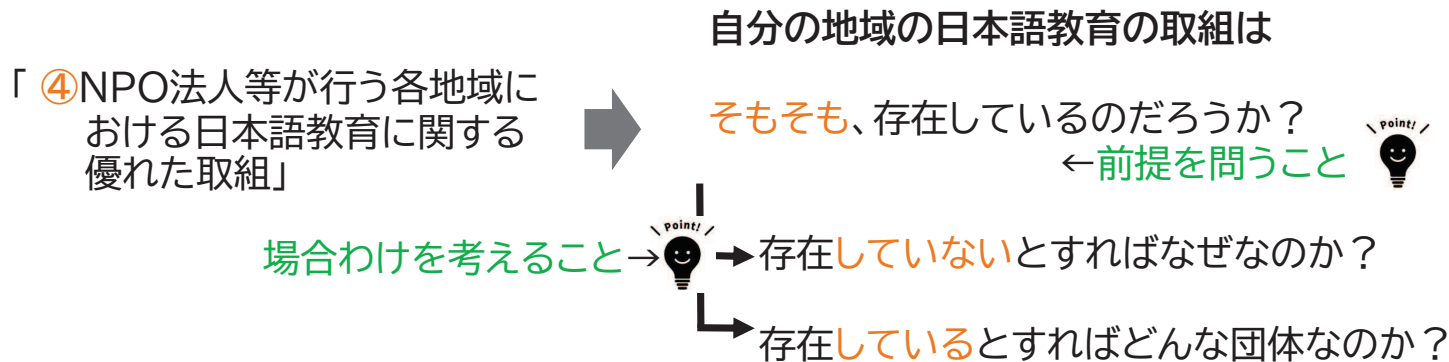 自分の地域の日本語教育の取組は
「 ④NPO法人等が行う各地域に
おける日本語教育に関する
優れた取組」
そもそも、存在しているのだろうか？
Point!
←前提を問うこと
Point!
場合わけを考えること→
存在していないとすればなぜなのか？
存在しているとすればどんな団体なのか？